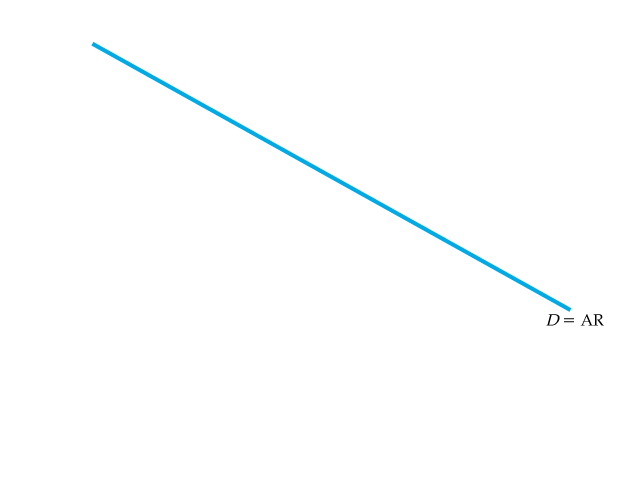 D = AR